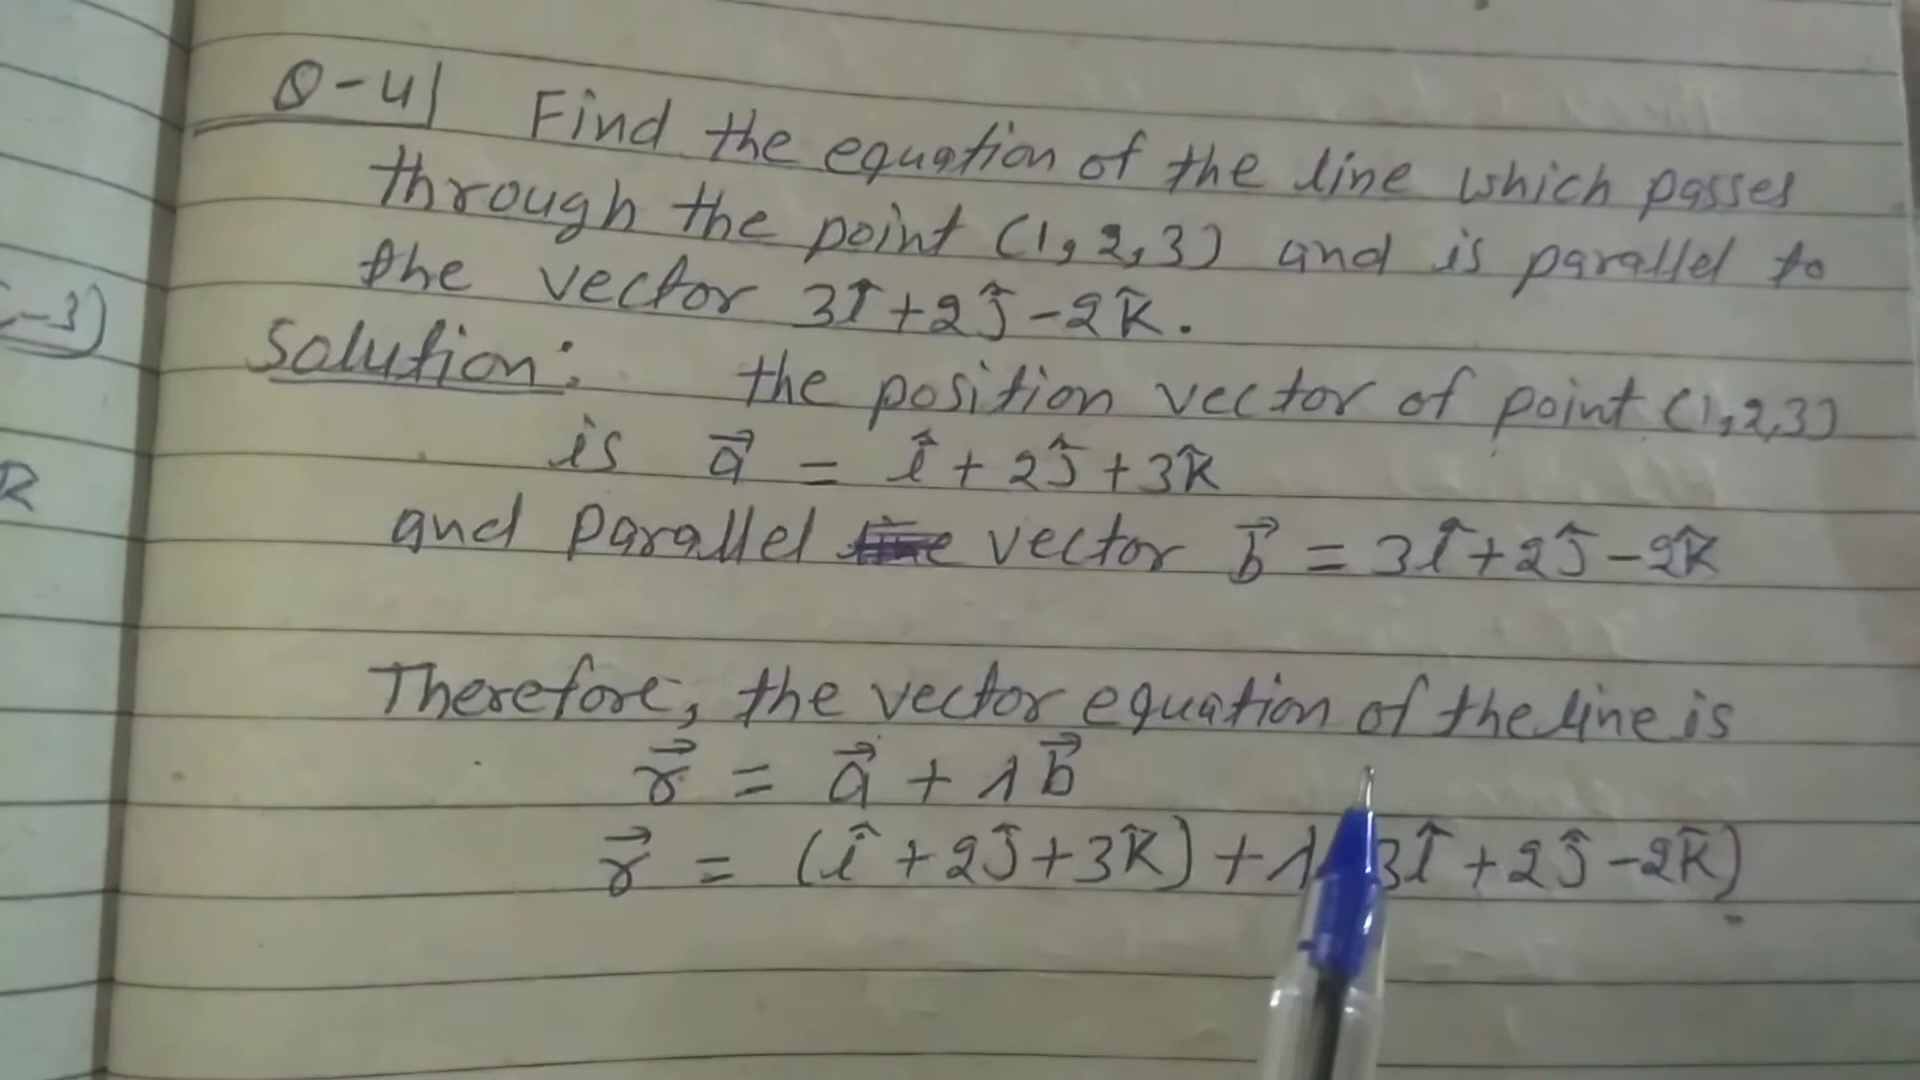 Q-4| Find the equation of the line which passes
through the point (1,2,3) and is parallel to
the vector 3î+2ĵ-2k̂.
-3)
Solution: the position vector of point (1,2,3)
is a⃗ = î+2ĵ+3k̂
R
and parallel vector b⃗ = 3î+2ĵ-2k̂
Therefore, the vector equation of the line is
r⃗ = a⃗ + λb⃗
r⃗ = (î+2ĵ+3k̂)+λ 3î+2ĵ-2k̂)